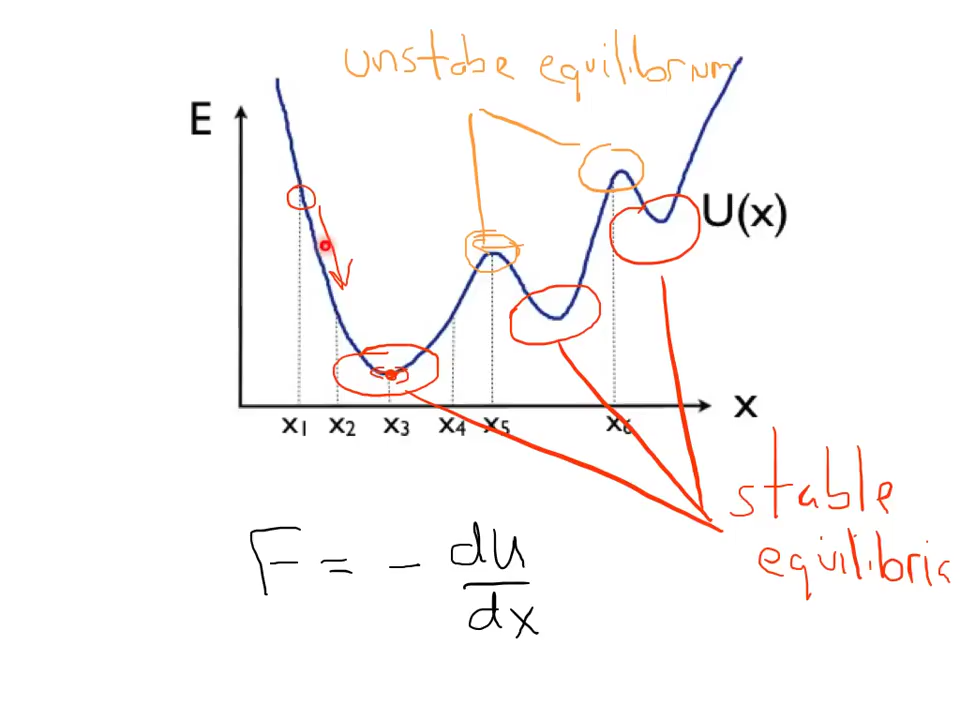 unstabe equilibrium
E
U(x)
x
x1 x2 x3 x4 x5 x6
stable
equilibria
F = - du
dx